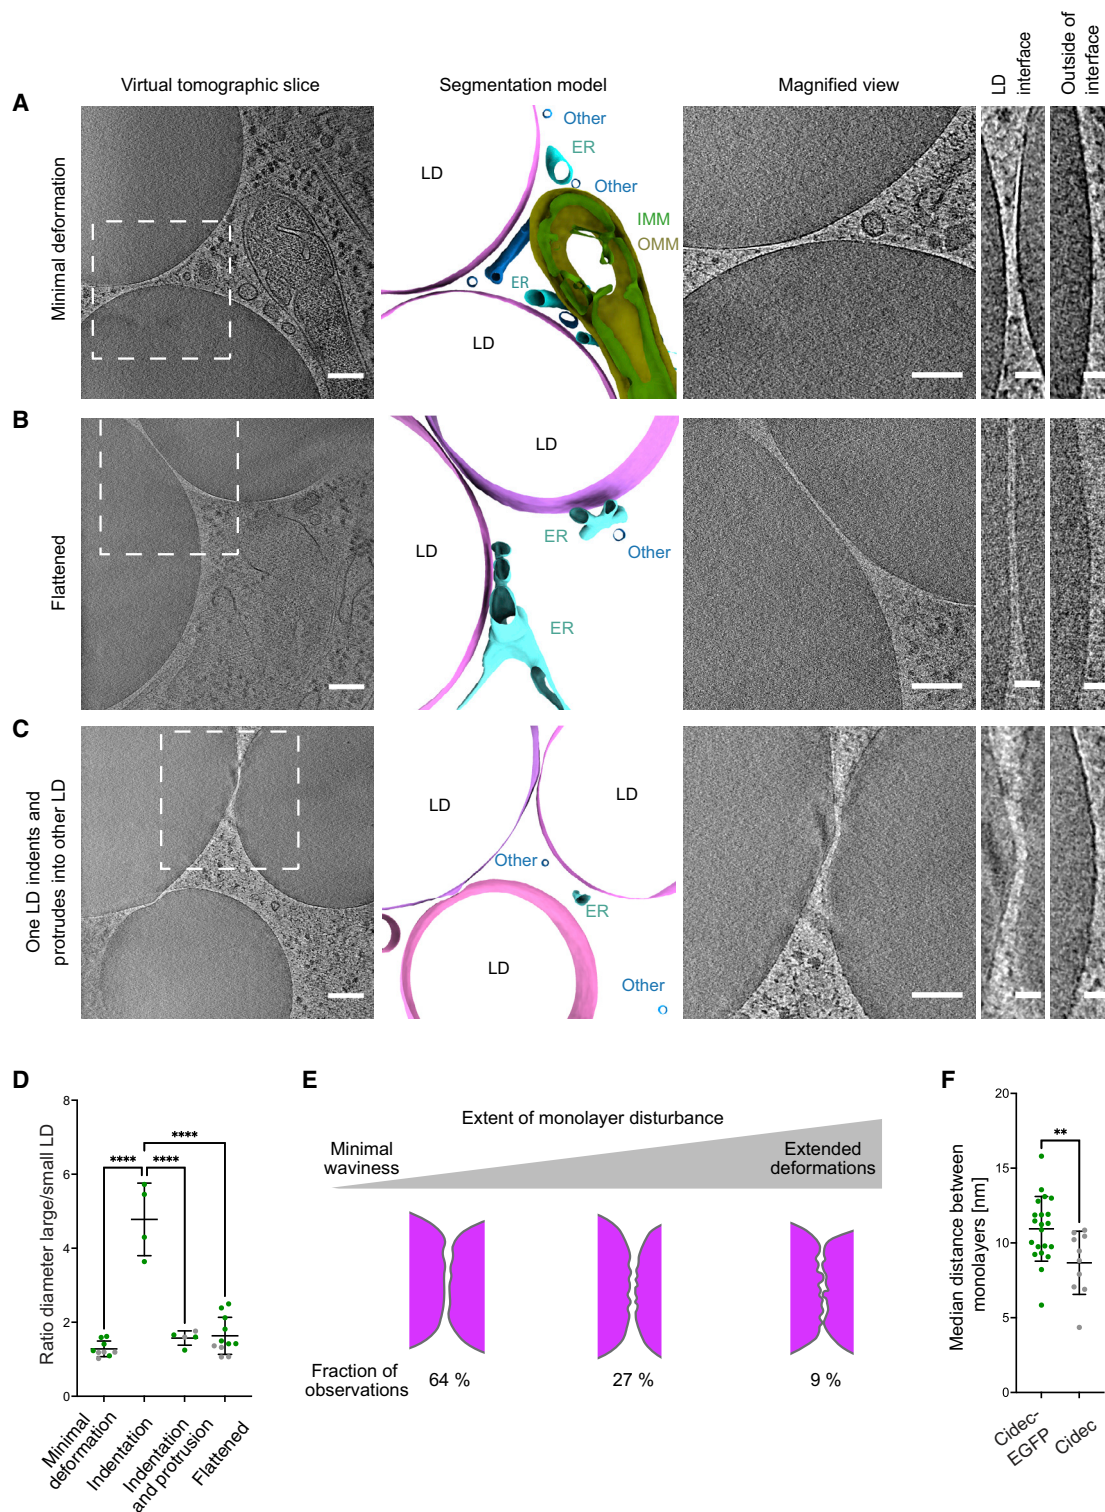 Virtual tomographic slice
Segmentation model
Magnified view
LD
interface
Outside of
interface
A
Minimal deformation
LD
Other
ER
Other
IMM
OMM
ER
LD
B
Flattened
LD
ER
Other
LD
ER
C
One LD indents and
protrudes into other LD
LD
LD
Other
ER
LD
Other
D
Ratio diameter large/small LD
8
6
4
2
0
****
****
****
Minimal
deformation
Indentation
Indentation
and protrusion
Flattened
E
Extent of monolayer disturbance
Minimal
waviness
Extended
deformations
Fraction of
observations
64 %
27 %
9 %
F
Median distance between
monolayers [nm]
20
15
10
5
0
**
Cidec-
EGFP
Cidec